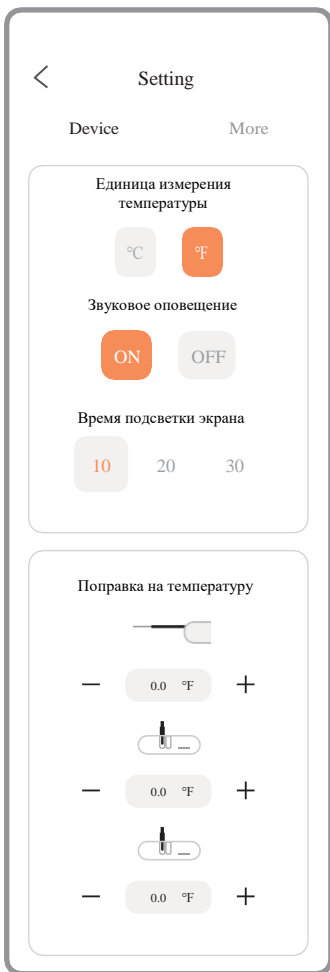 Setting
Device More
Единица измерения
температуры
°C °F
Звуковое оповещение
ON OFF
Время подсветки экрана
10 20 30
Поправка на температуру
0.0 °F
0.0 °F
0.0 °F